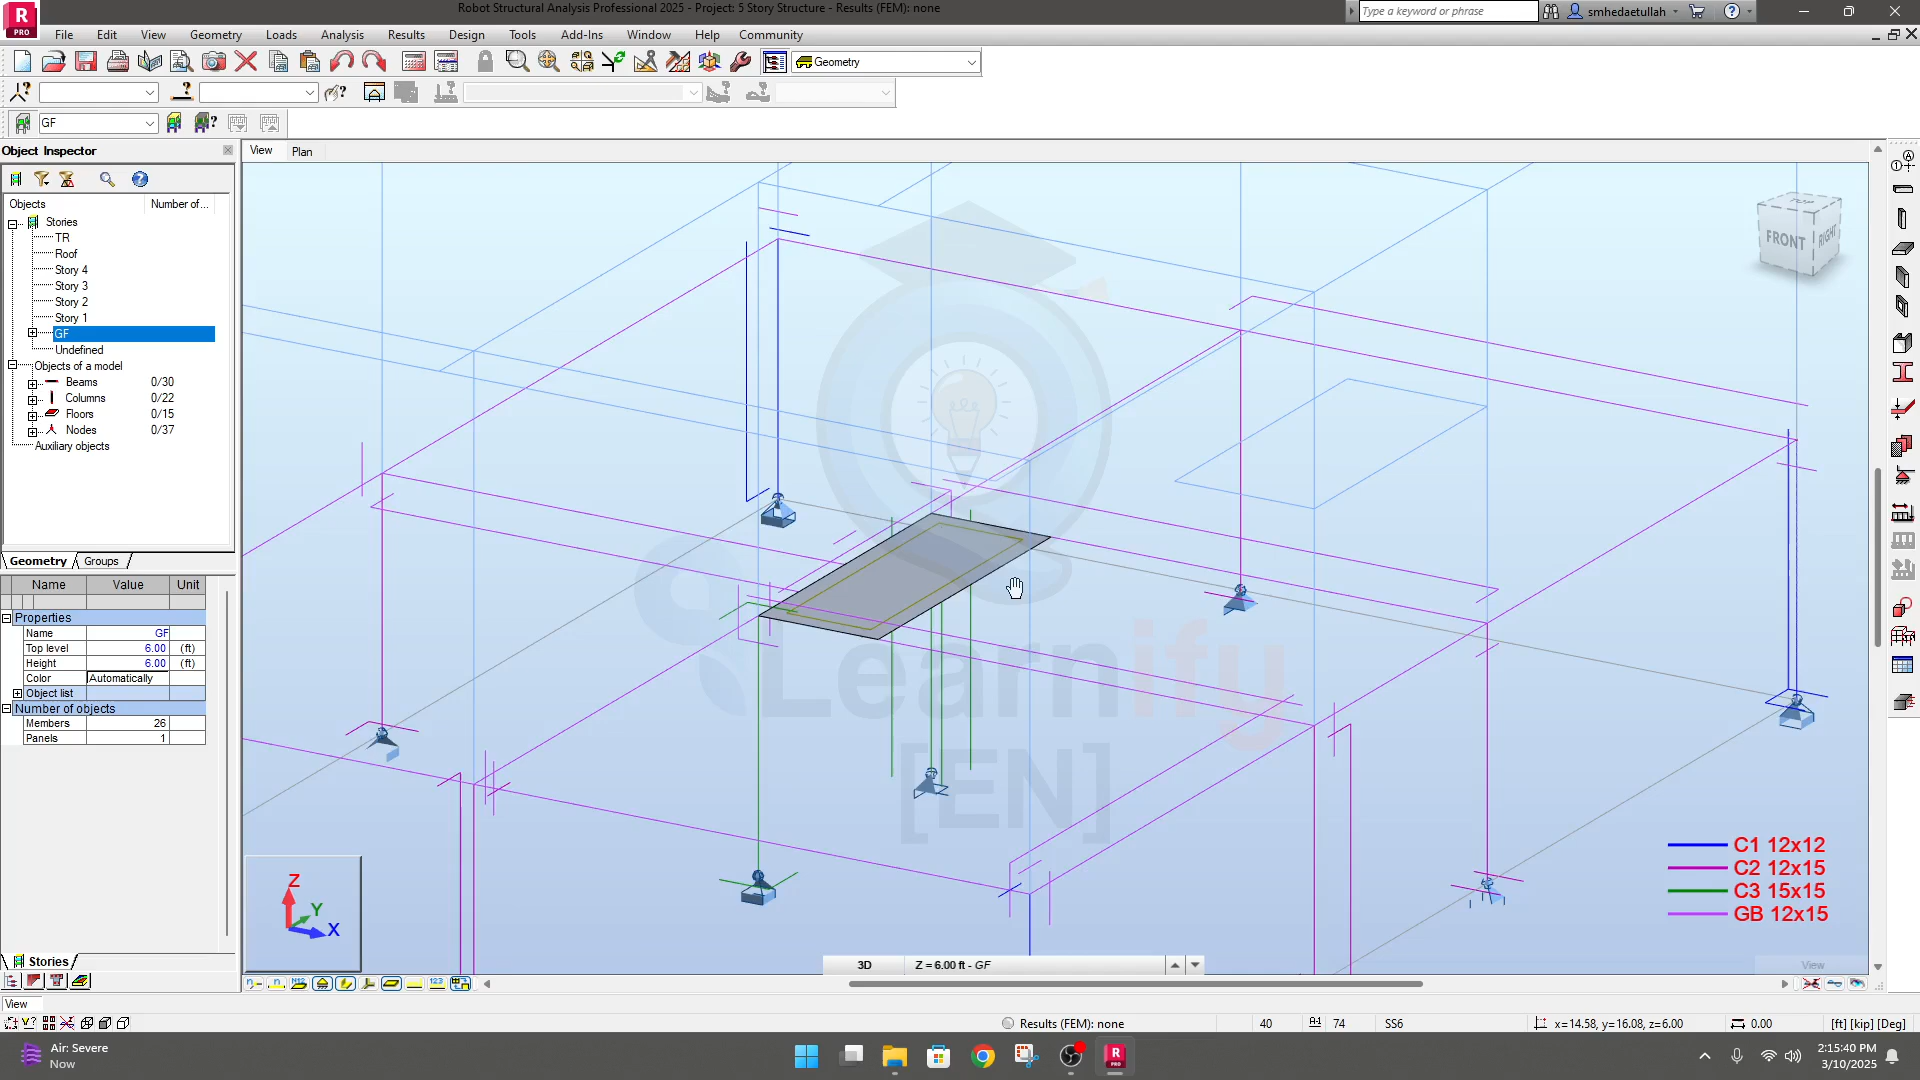 Robot Structural Analysis Professional 2025 - Project: 5 Story Structure - Results (FEM): none
Type a keyword or phrase
smhedaetullah
R
PRO
File Edit View Geometry Loads Analysis Results Design Tools Add-Ins Window Help Community
Geometry
GF
Object Inspector
View Plan
Objects Number of...
Stories
TR
Roof
Story 4
Story 3
Story 2
Story 1
GF
Undefined
Objects of a model
Beams 0/30
Columns 0/22
Floors 0/15
Nodes 0/37
Auxiliary objects
Geometry Groups
Name Value Unit
Properties
Name GF
Top level 6.00 (ft)
Height 6.00 (ft)
Color Automatically
Object list
Number of objects
Members 26
Panels 1
Stories
TOP
FRONT
RIGHT
Learnify
[EN]
C1 12x12
C2 12x15
C3 15x15
GB 12x15
Z
Y
X
3D Z = 6.00 ft - GF
View
View
Results (FEM): none 40 74 SS6 x=14.58, y=16.08, z=6.00 0.00 [ft] [kip] [Deg]
Air: Severe
Now
2:15:40 PM
3/10/2025